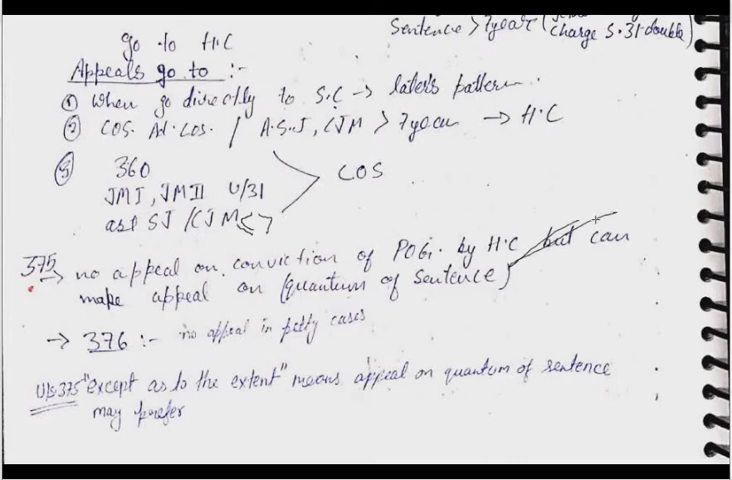 Sentence > 7year (
charge S.31 double)
go to H.C
Appeals go to :-
① When go directly to S.C → later's pattern.
② COS. Ad. COS. / A.S.J, CJM > 7year → H.C
③ 360
JMI, JMII U/31
asst SJ / CJM < 7
COS
375 → no appeal on conviction of POG. by H.C but can
make appeal on (quantum of sentence)
→ 376 :- no appeal in petty cases
U/s 375 "except as to the extent" means appeal on quantum of sentence
may prefer